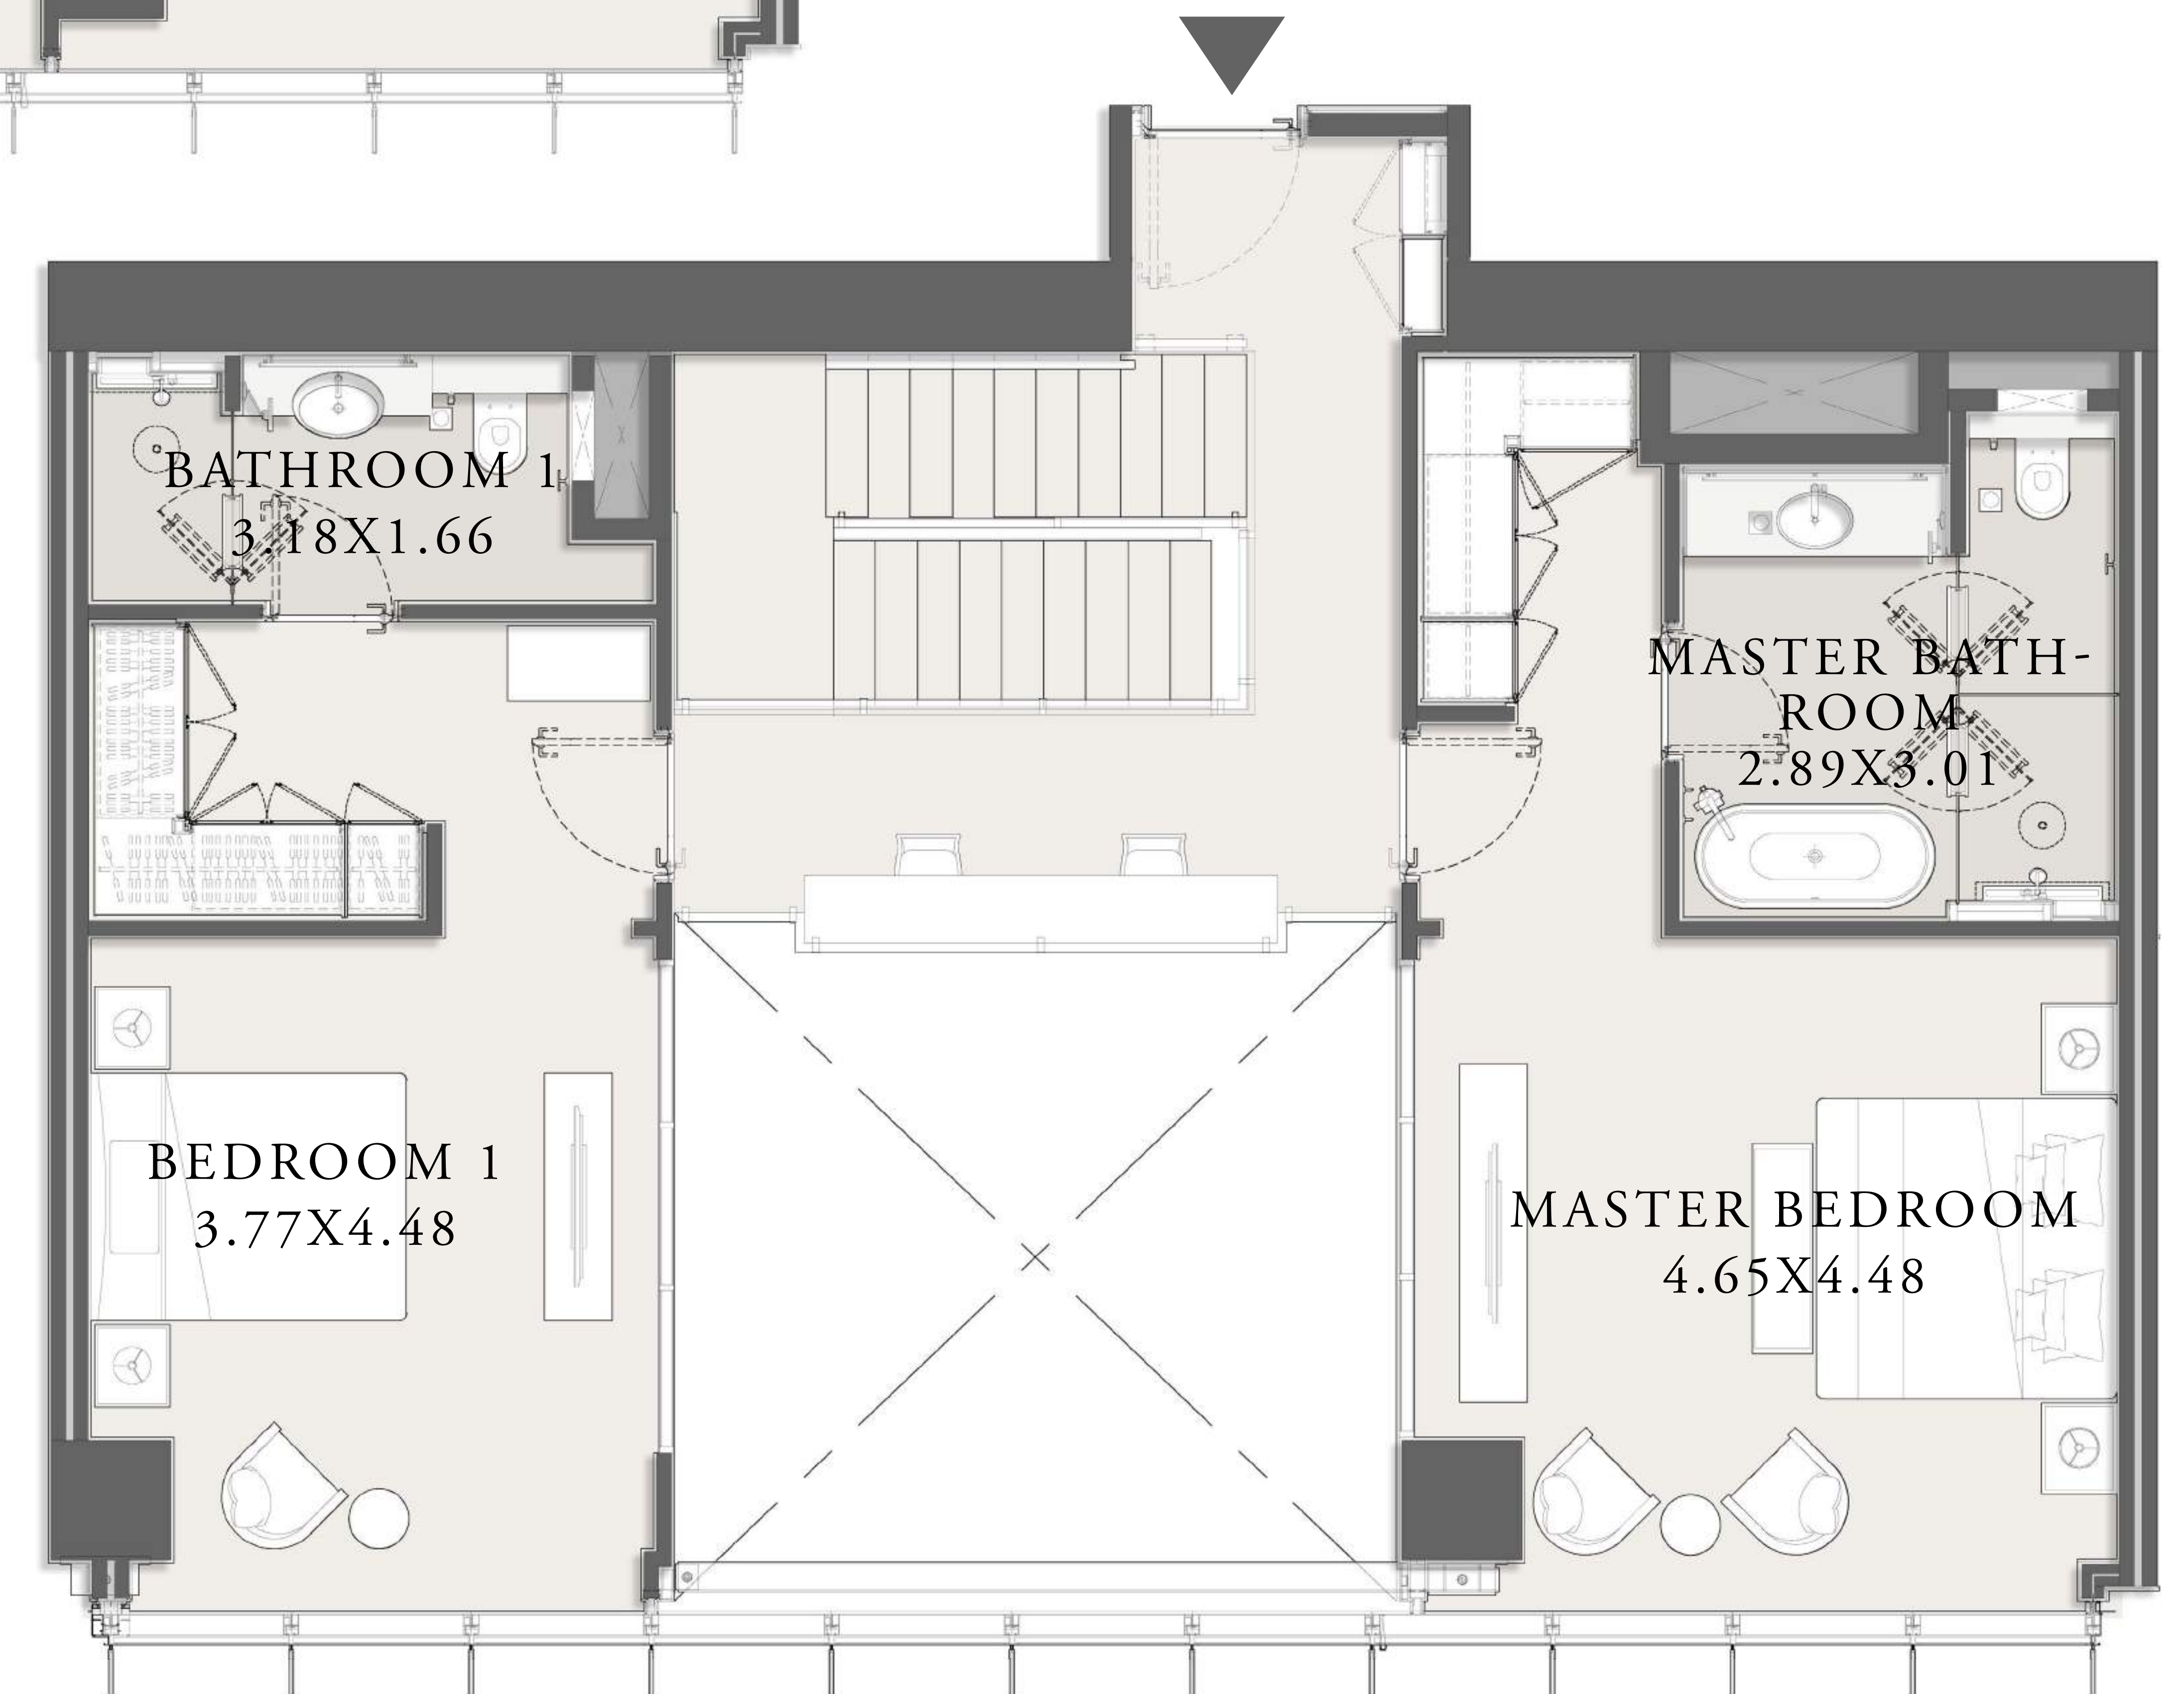 BATHROOM 1
3.18X1.66
MASTER BATH-
ROOM
2.89X3.01
BEDROOM 1
3.77X4.48
MASTER BEDROOM
4.65X4.48